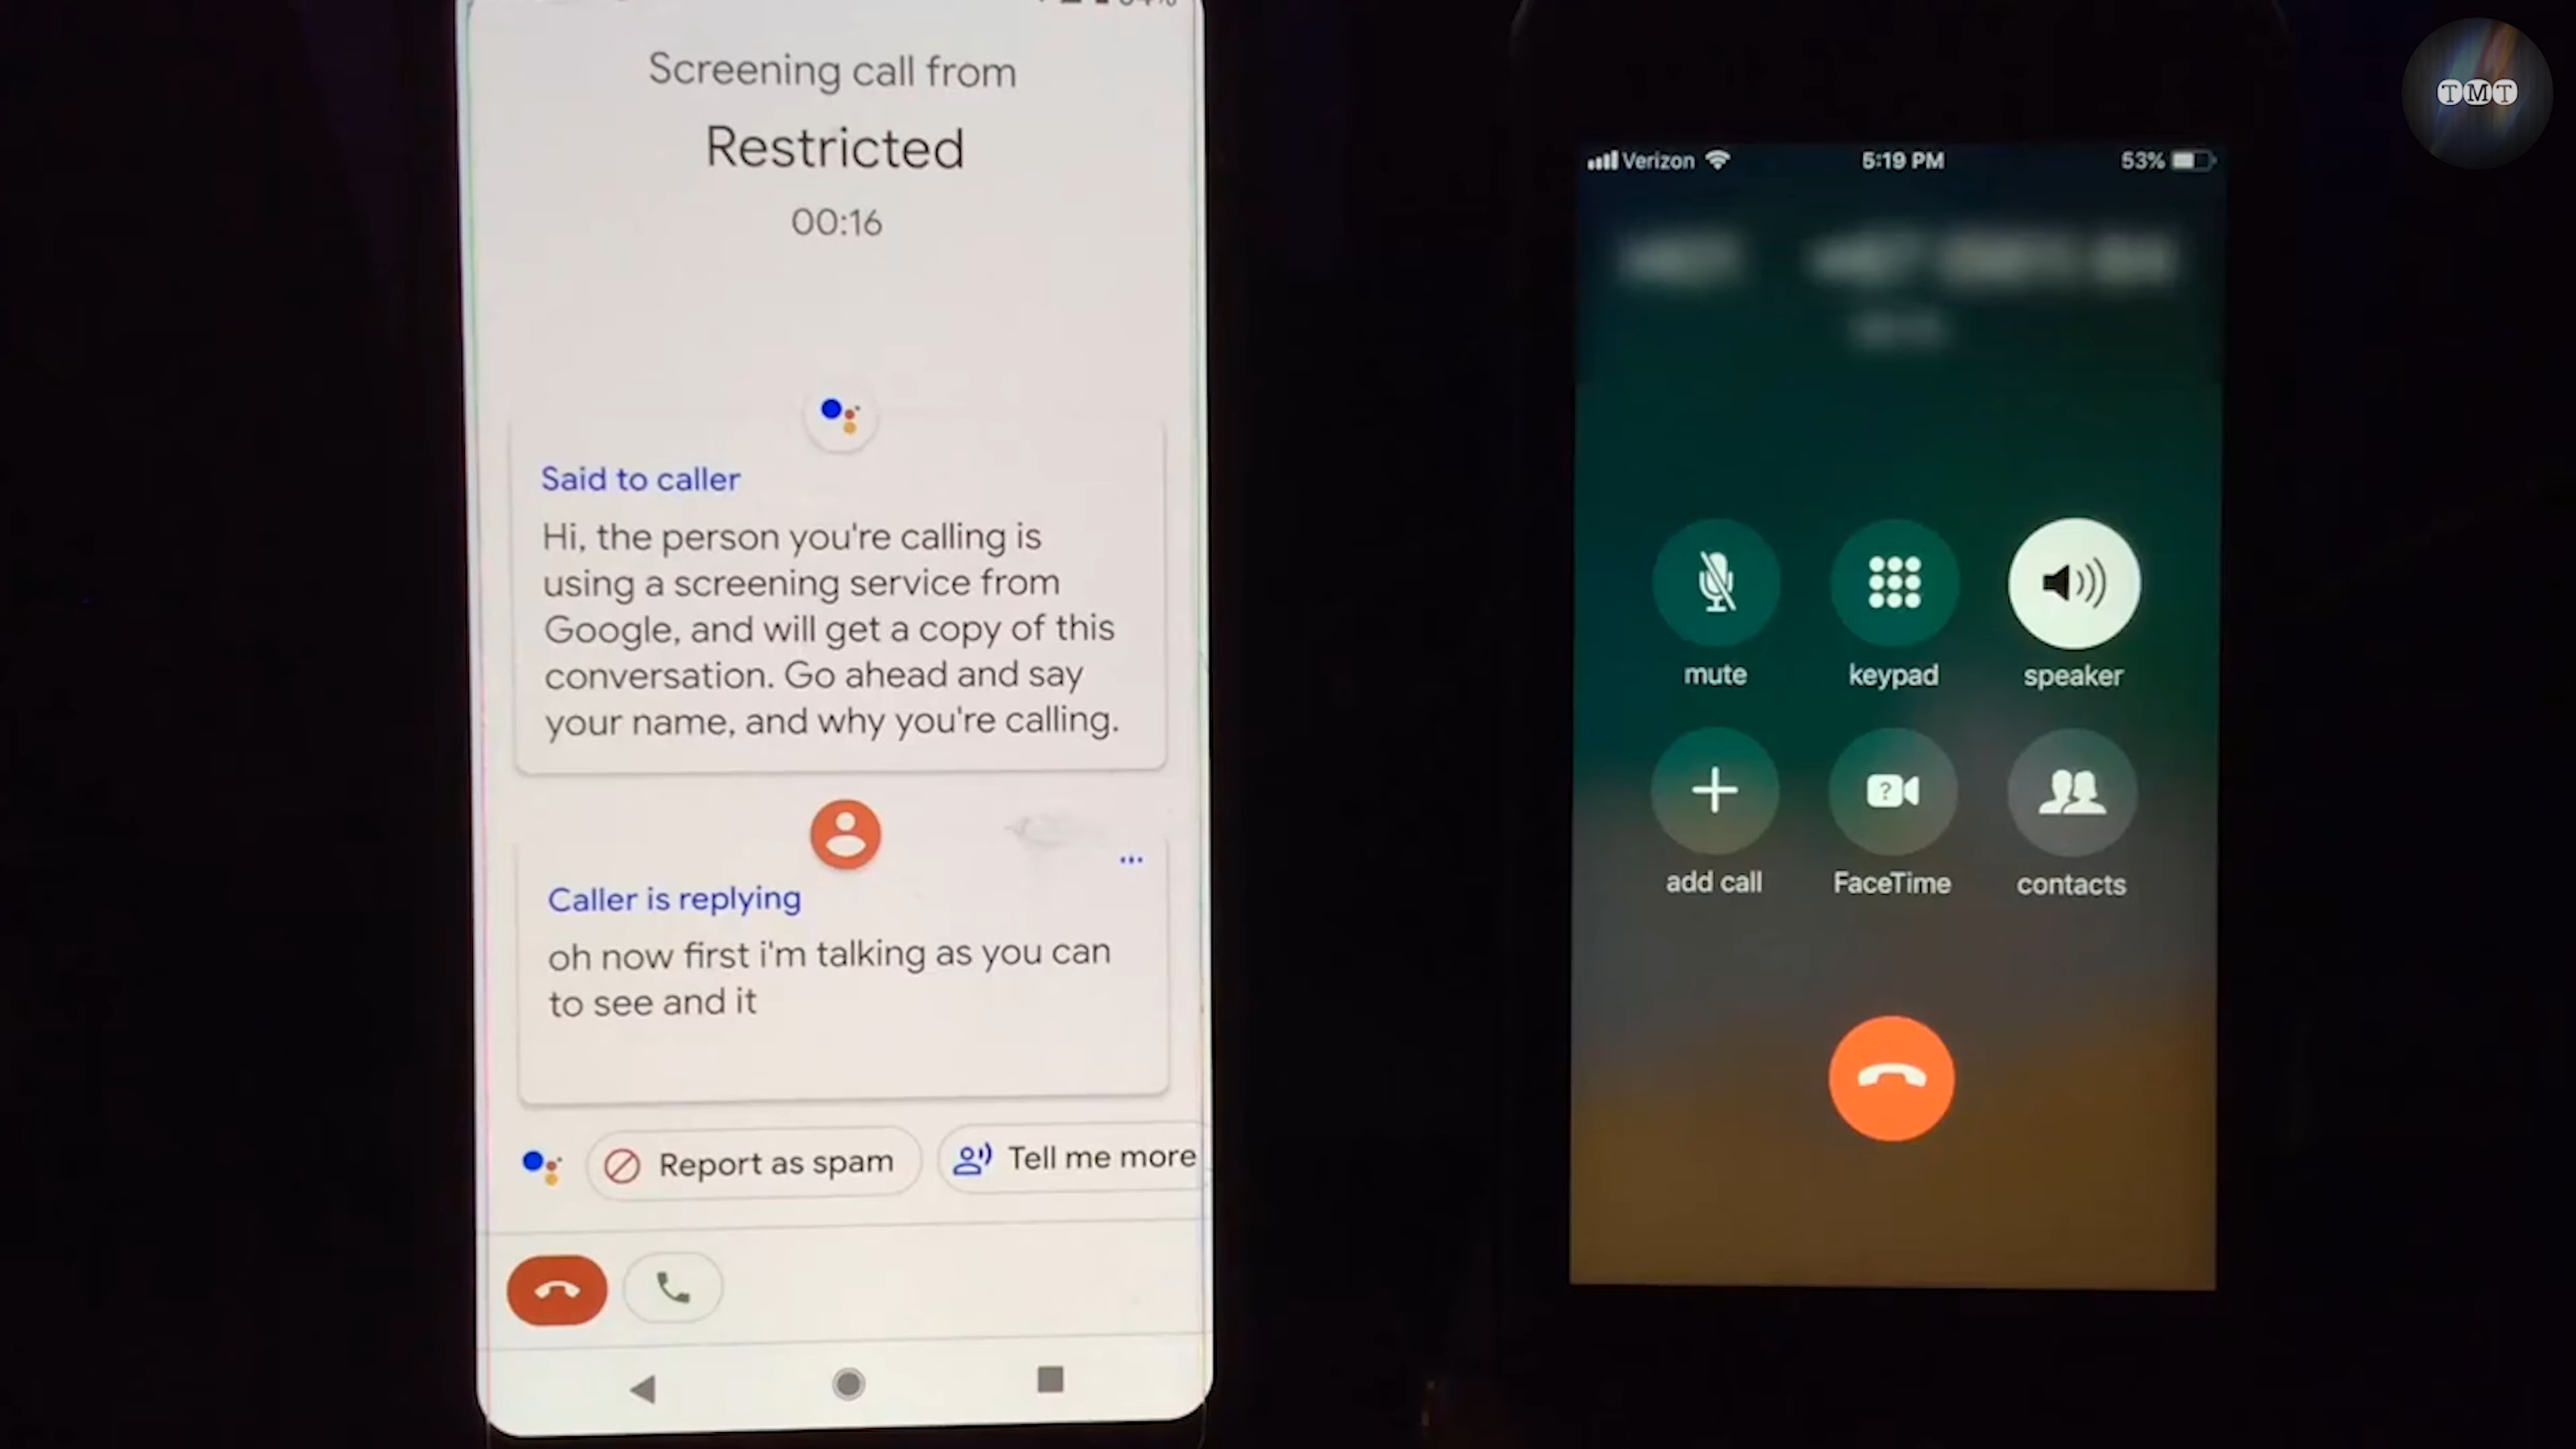 Screening call from
Restricted
00:16
Said to caller
Hi, the person you're calling is
using a screening service from
Google, and will get a copy of this
conversation. Go ahead and say
your name, and why you're calling.
Caller is replying
oh now first i'm talking as you can
to see and it
Report as spam
Tell me more
TMT
Verizon
5:19 PM
53%
mute
keypad
speaker
add call
FaceTime
contacts